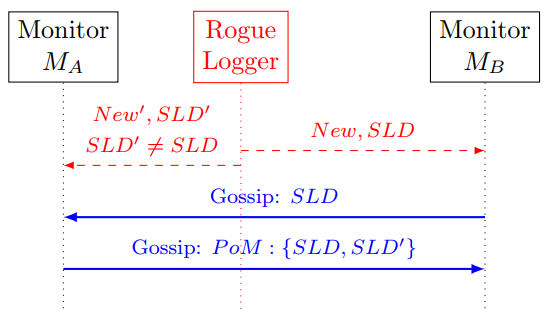 Monitor
M_A
Rogue
Logger
Monitor
M_B
New′, SLD′
SLD′ ≠ SLD
New, SLD
Gossip: SLD
Gossip: PoM : {SLD, SLD′}